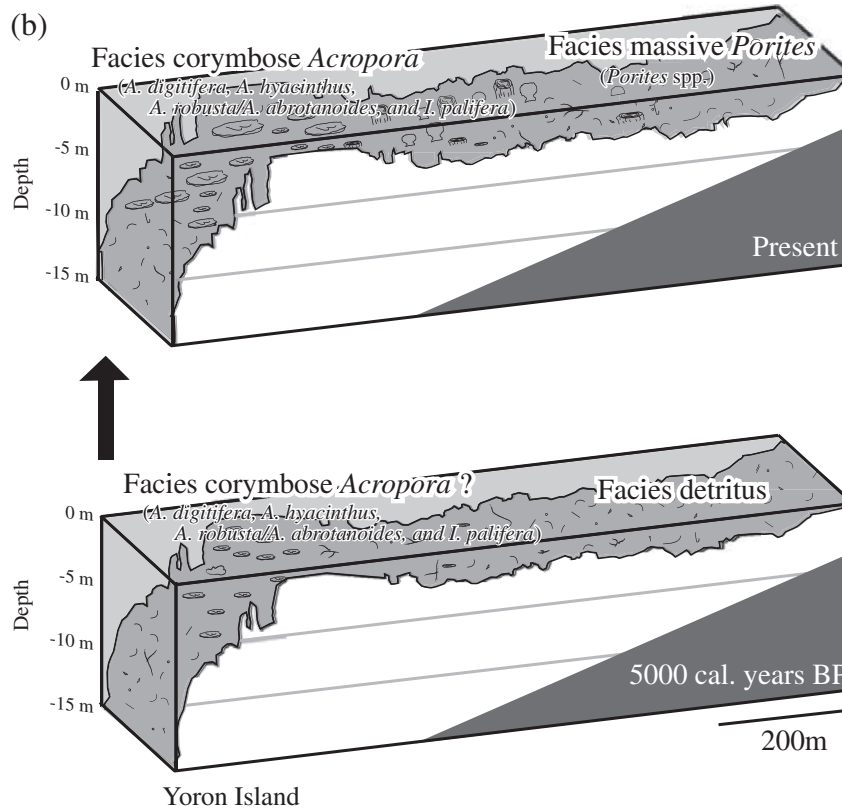 (b)
Facies corymbose Acropora
(A. digitifera, A. hyacinthus,
A. robusta/A. abrotanoides, and I. palifera)
Facies massive Porites
(Porites spp.)
0 m
-5 m
-10 m
-15 m
Depth
Present
Facies corymbose Acropora ?
(A. digitifera, A. hyacinthus,
A. robusta/A. abrotanoides, and I. palifera)
Facies detritus
0 m
-5 m
-10 m
-15 m
Depth
5000 cal. years BP
200m
Yoron Island